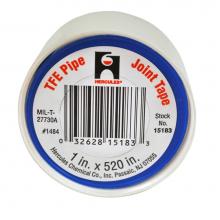 TFE Pipe
Joint Tape
HERCULES
MIL-T-
27730A
#1484
Stock
No.
15183
0 32628 15183 3
7 in. x 520 in.
Hercules Chemical Co., Inc. Passaic, NJ 07055